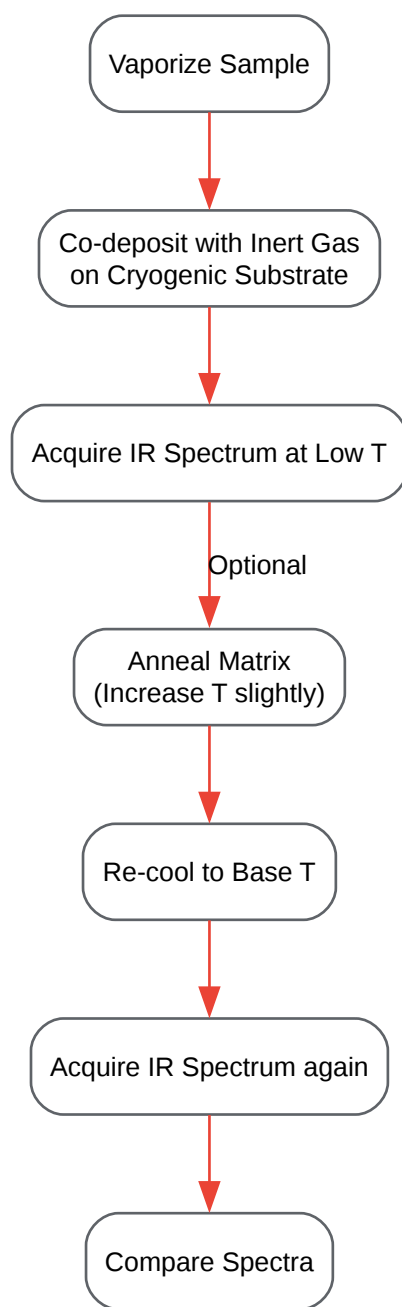 Vaporize Sample
Co-deposit with Inert Gas
on Cryogenic Substrate
Acquire IR Spectrum at Low T
Optional
Anneal Matrix
(Increase T slightly)
Re-cool to Base T
Acquire IR Spectrum again
Compare Spectra